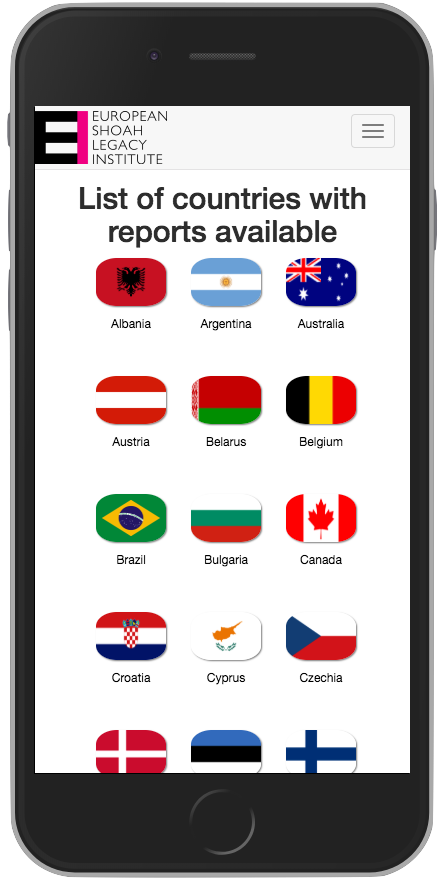 EUROPEAN
SHOAH
LEGACY
INSTITUTE
List of countries with
reports available
Albania
Argentina
Australia
Austria
Belarus
Belgium
Brazil
Bulgaria
Canada
Croatia
Cyprus
Czechia